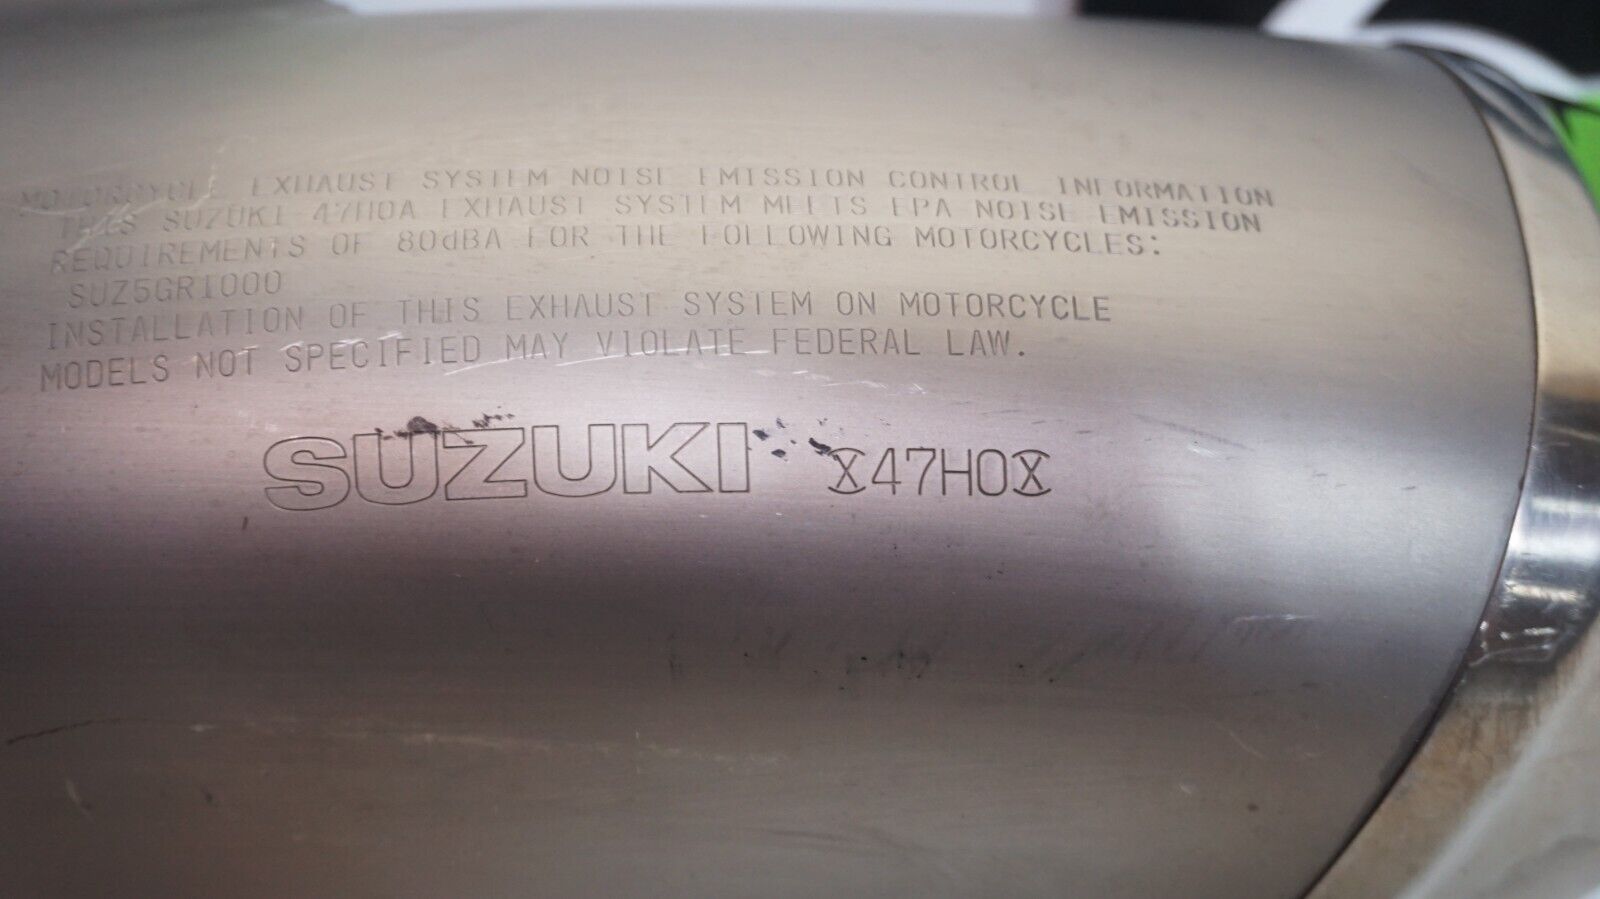 MOTORCYCLE EXHAUST SYSTEM NOISE EMISSION CONTROL INFORMATION
THIS SUZUKI 47H0A EXHAUST SYSTEM MEETS EPA NOISE EMISSION
REQUIREMENTS OF 80dBA FOR THE FOLLOWING MOTORCYCLES:
SUZ5GR1000
INSTALLATION OF THIS EXHAUST SYSTEM ON MOTORCYCLE
MODELS NOT SPECIFIED MAY VIOLATE FEDERAL LAW.
SUZUKI X47H0X